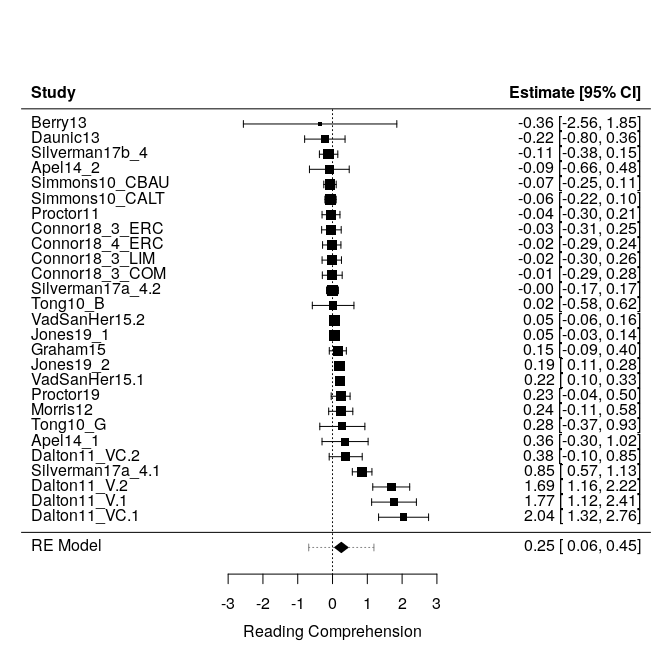 Study Estimate [95% CI]
Berry13 -0.36 [-2.56, 1.85]
Daunic13 -0.22 [-0.80, 0.36]
Silverman17b_4 -0.11 [-0.38, 0.15]
Apel14_2 -0.09 [-0.66, 0.48]
Simmons10_CBAU -0.07 [-0.25, 0.11]
Simmons10_CALT -0.06 [-0.22, 0.10]
Proctor11 -0.04 [-0.30, 0.21]
Connor18_3_ERC -0.03 [-0.31, 0.25]
Connor18_4_ERC -0.02 [-0.29, 0.24]
Connor18_3_LIM -0.02 [-0.30, 0.26]
Connor18_3_COM -0.01 [-0.29, 0.28]
Silverman17a_4.2 -0.00 [-0.17, 0.17]
Tong10_B 0.02 [-0.58, 0.62]
VadSanHer15.2 0.05 [-0.06, 0.16]
Jones19_1 0.05 [-0.03, 0.14]
Graham15 0.15 [-0.09, 0.40]
Jones19_2 0.19 [ 0.11, 0.28]
VadSanHer15.1 0.22 [ 0.10, 0.33]
Proctor19 0.23 [-0.04, 0.50]
Morris12 0.24 [-0.11, 0.58]
Tong10_G 0.28 [-0.37, 0.93]
Apel14_1 0.36 [-0.30, 1.02]
Dalton11_VC.2 0.38 [-0.10, 0.85]
Silverman17a_4.1 0.85 [ 0.57, 1.13]
Dalton11_V.2 1.69 [ 1.16, 2.22]
Dalton11_V.1 1.77 [ 1.12, 2.41]
Dalton11_VC.1 2.04 [ 1.32, 2.76]
RE Model 0.25 [ 0.06, 0.45]
-3 -2 -1 0 1 2 3
Reading Comprehension